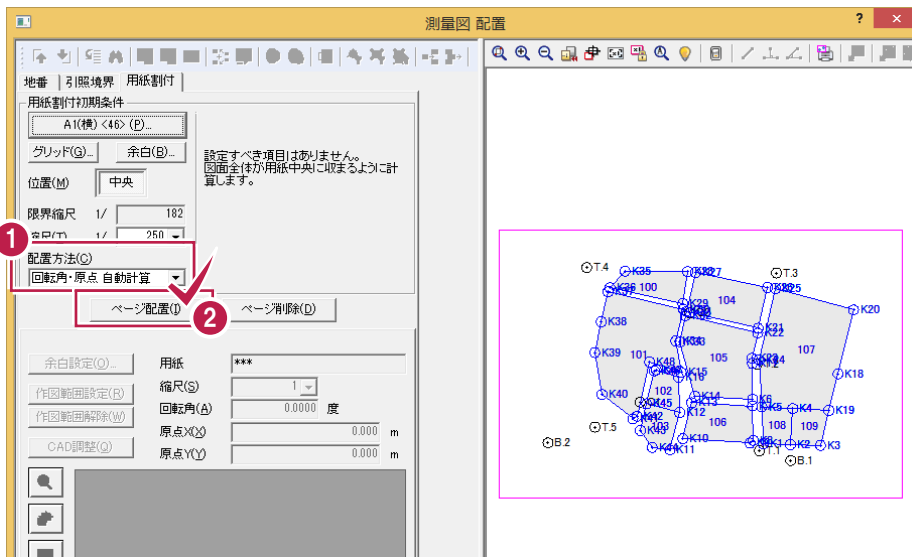 測量図 配置
? ×
地番 引照境界 用紙割付
用紙割付初期条件
A1(横) <46> (P)...
グリッド(G)... 余白(B)...
位置(M) 中央
設定すべき項目はありません。
図面全体が用紙中央に収まるように計
算します。
限界縮尺 1/ 182
縮尺(T) 1/ 250
1
配置方法(C)
回転角・原点 自動計算
ページ配置(I) ページ削除(D)
2
余白設定(O)... 用紙 ***
作図範囲設定(R) 縮尺(S) 1
作図範囲解除(W) 回転角(A) 0.0000 度
原点X(X) 0.000 m
CAD調整(Q) 原点Y(Y) 0.000 m
T.4 K35 K27 T.3
100 K25
104
K29 K20
K38 K22
107
101 105
K39 K48
K15 K18
K16
K40 102 K14
K45 K13 K6
K42 K12 K5 K4 K19
T.5 103 106 108 109
B.2 K43 K10 K1 K2 K3
K11 T.1
B.1